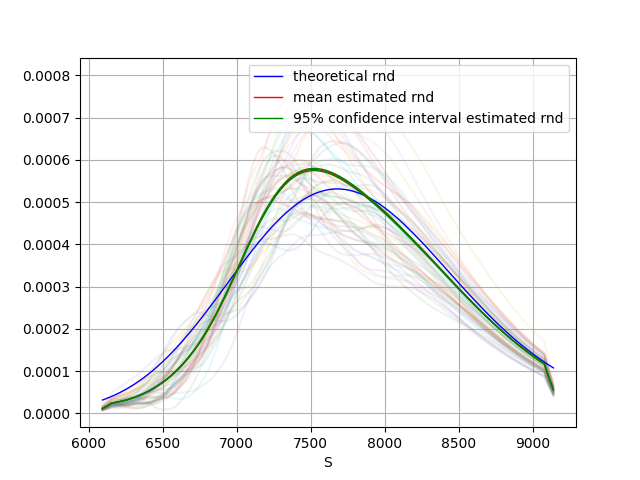 theoretical rnd
mean estimated rnd
95% confidence interval estimated rnd
0.0008
0.0007
0.0006
0.0005
0.0004
0.0003
0.0002
0.0001
0.0000
6000 6500 7000 7500 8000 8500 9000
S